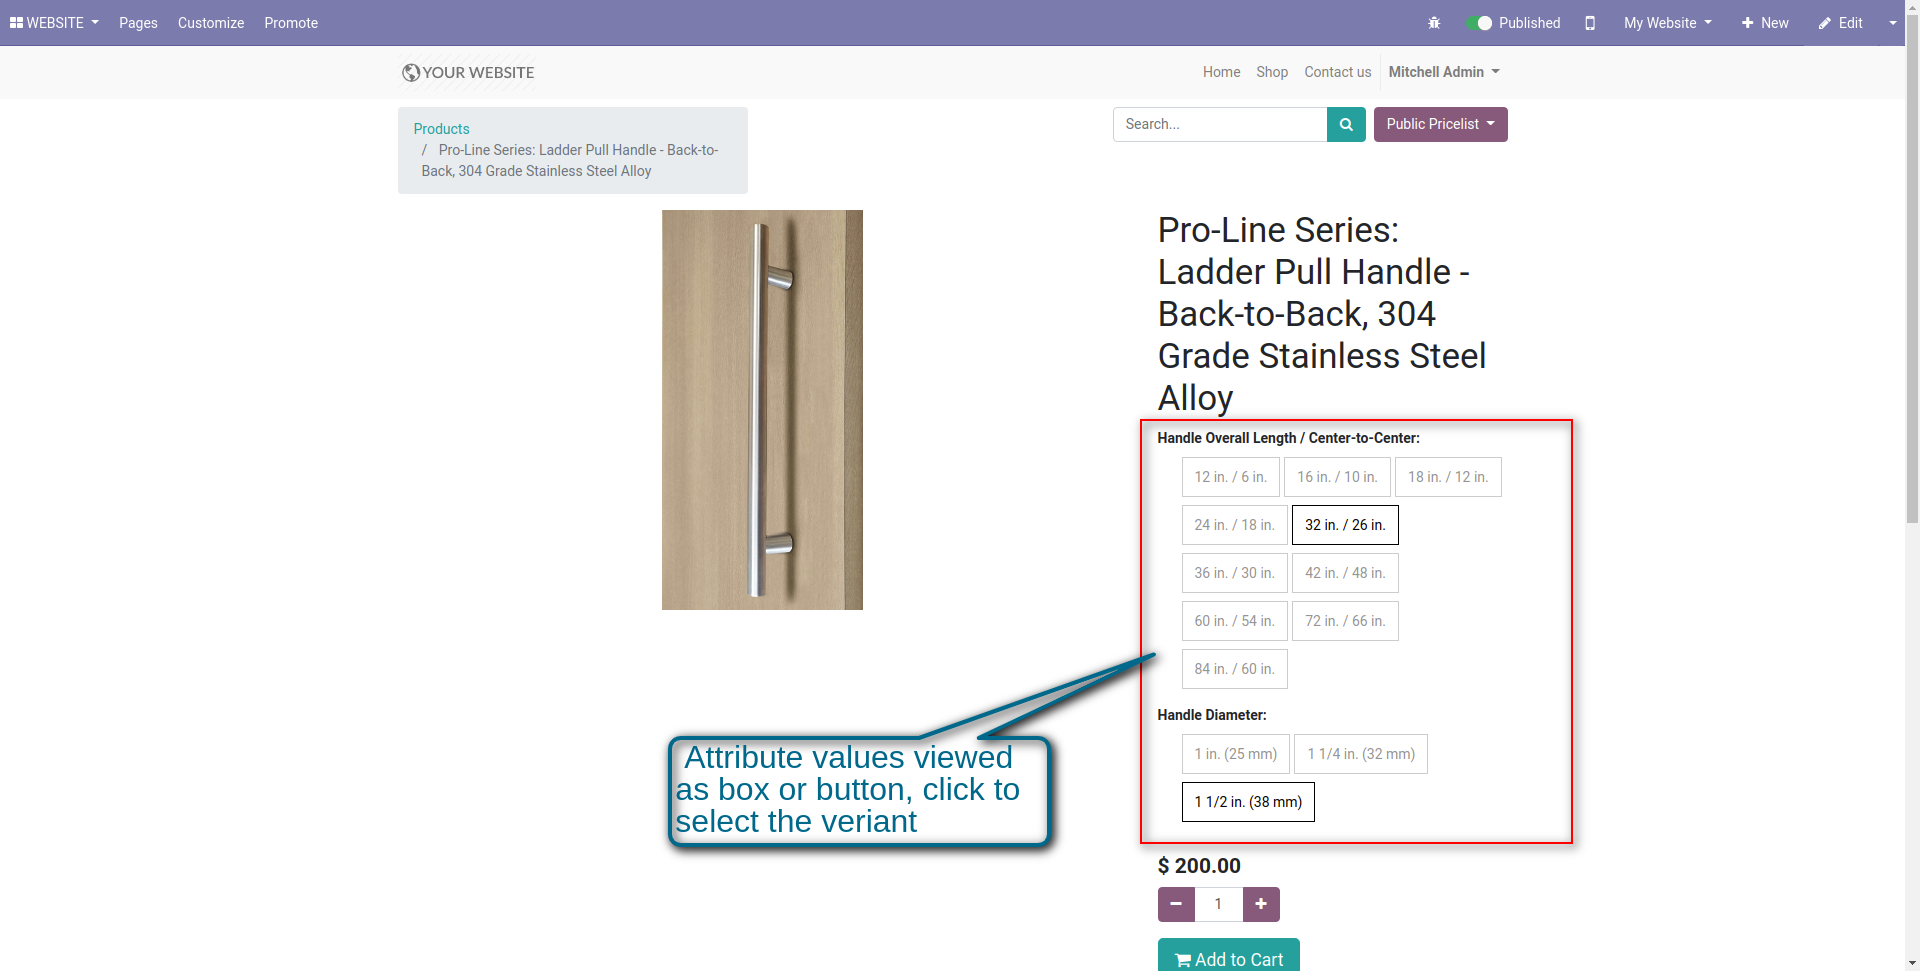 WEBSITE Pages Customize Promote Published My Website New Edit
YOUR WEBSITE Home Shop Contact us Mitchell Admin
Products
/ Pro-Line Series: Ladder Pull Handle - Back-to-
Back, 304 Grade Stainless Steel Alloy
Search...
Public Pricelist
Pro-Line Series:
Ladder Pull Handle -
Back-to-Back, 304
Grade Stainless Steel
Alloy
Handle Overall Length / Center-to-Center:
12 in. / 6 in. 16 in. / 10 in. 18 in. / 12 in.
24 in. / 18 in. 32 in. / 26 in.
36 in. / 30 in. 42 in. / 48 in.
60 in. / 54 in. 72 in. / 66 in.
84 in. / 60 in.
Handle Diameter:
1 in. (25 mm) 1 1/4 in. (32 mm)
1 1/2 in. (38 mm)
Attribute values viewed
as box or button, click to
select the veriant
$ 200.00
1
Add to Cart